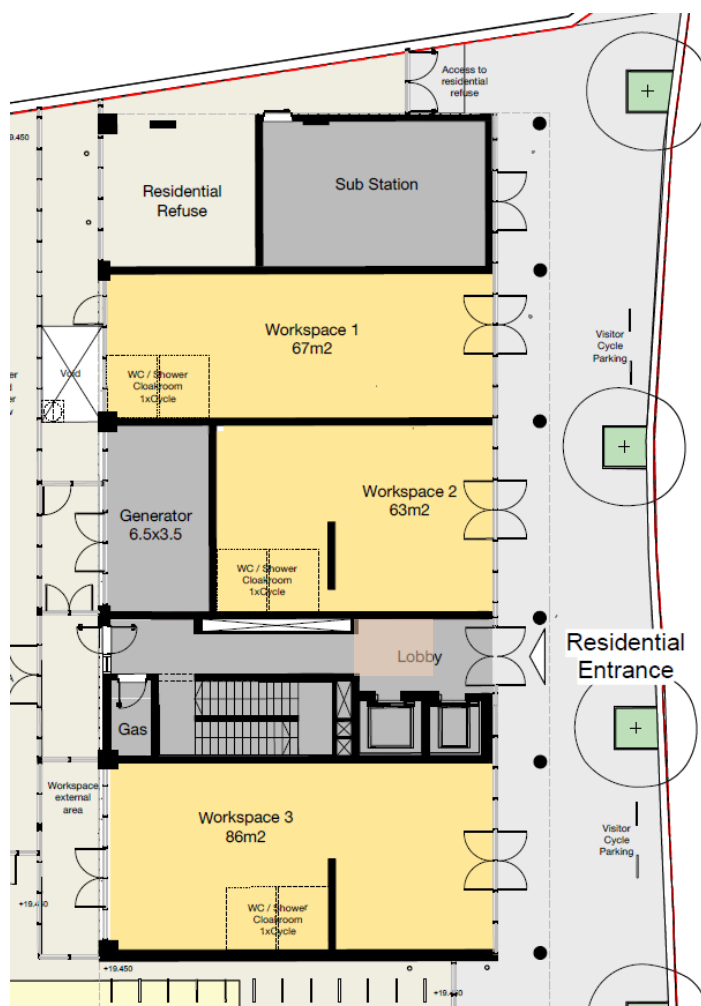 Access to
residential
refuse
19.450
Residential
Refuse
Sub Station
Workspace 1
67m2
Void
WC / Shower
Cloakroom
1xCycle
Visitor
Cycle
Parking
Workspace 2
63m2
Generator
6.5x3.5
WC / Shower
Cloakroom
1xCycle
Lobby
Residential
Entrance
Gas
Workspace
external
area
Workspace 3
86m2
Visitor
Cycle
Parking
WC / Shower
Cloakroom
1xCycle
+19.450
+19.450